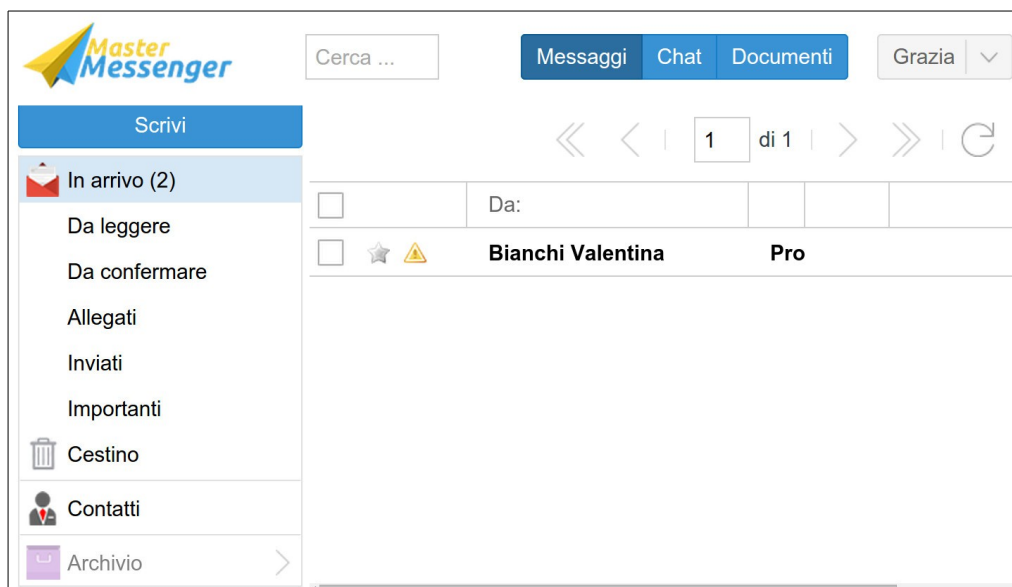 Master
Messenger
Cerca ...
Messaggi Chat Documenti
Grazia
Scrivi
1 di 1
In arrivo (2)
Da leggere
Da confermare
Allegati
Inviati
Importanti
Cestino
Contatti
Archivio
Da:
Bianchi Valentina Pro